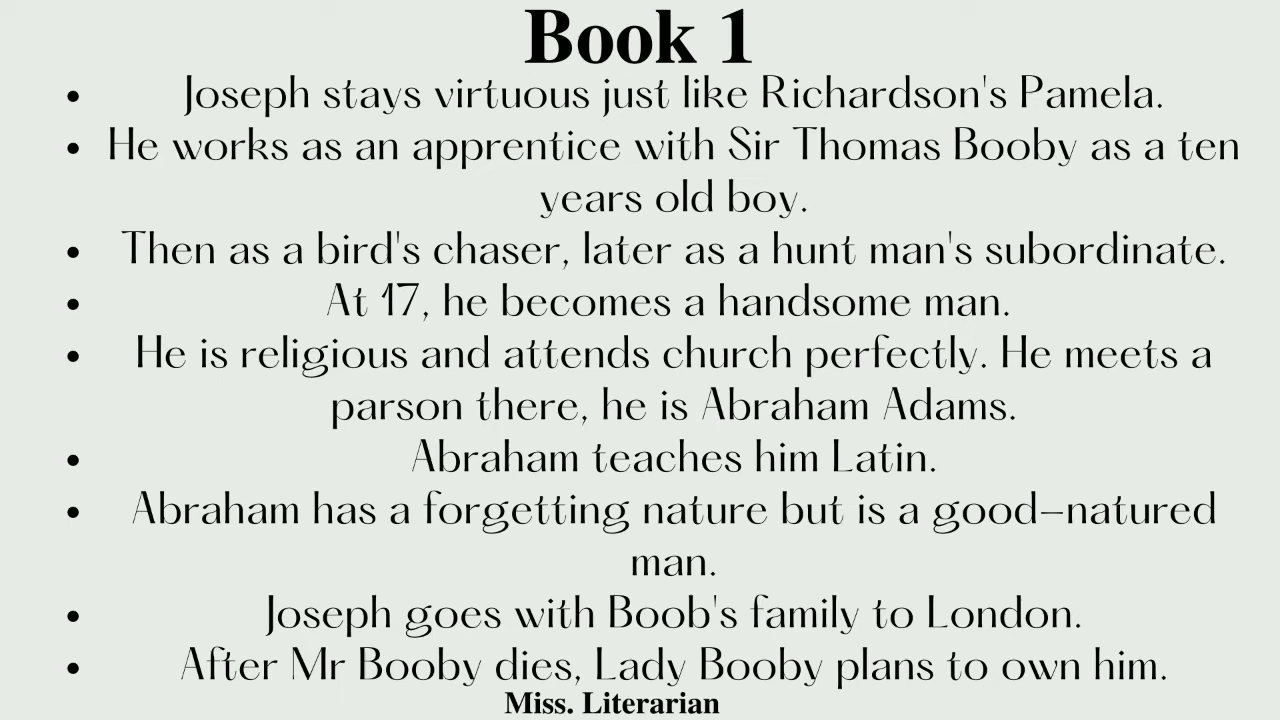 Book 1
• Joseph stays virtuous just like Richardson's Pamela.
• He works as an apprentice with Sir Thomas Booby as a ten
years old boy.
• Then as a bird's chaser, later as a hunt man's subordinate.
• At 17, he becomes a handsome man.
• He is religious and attends church perfectly. He meets a
parson there, he is Abraham Adams.
• Abraham teaches him Latin.
• Abraham has a forgetting nature but is a good–natured
man.
• Joseph goes with Boob's family to London.
• After Mr Booby dies, Lady Booby plans to own him.
Miss. Literarian